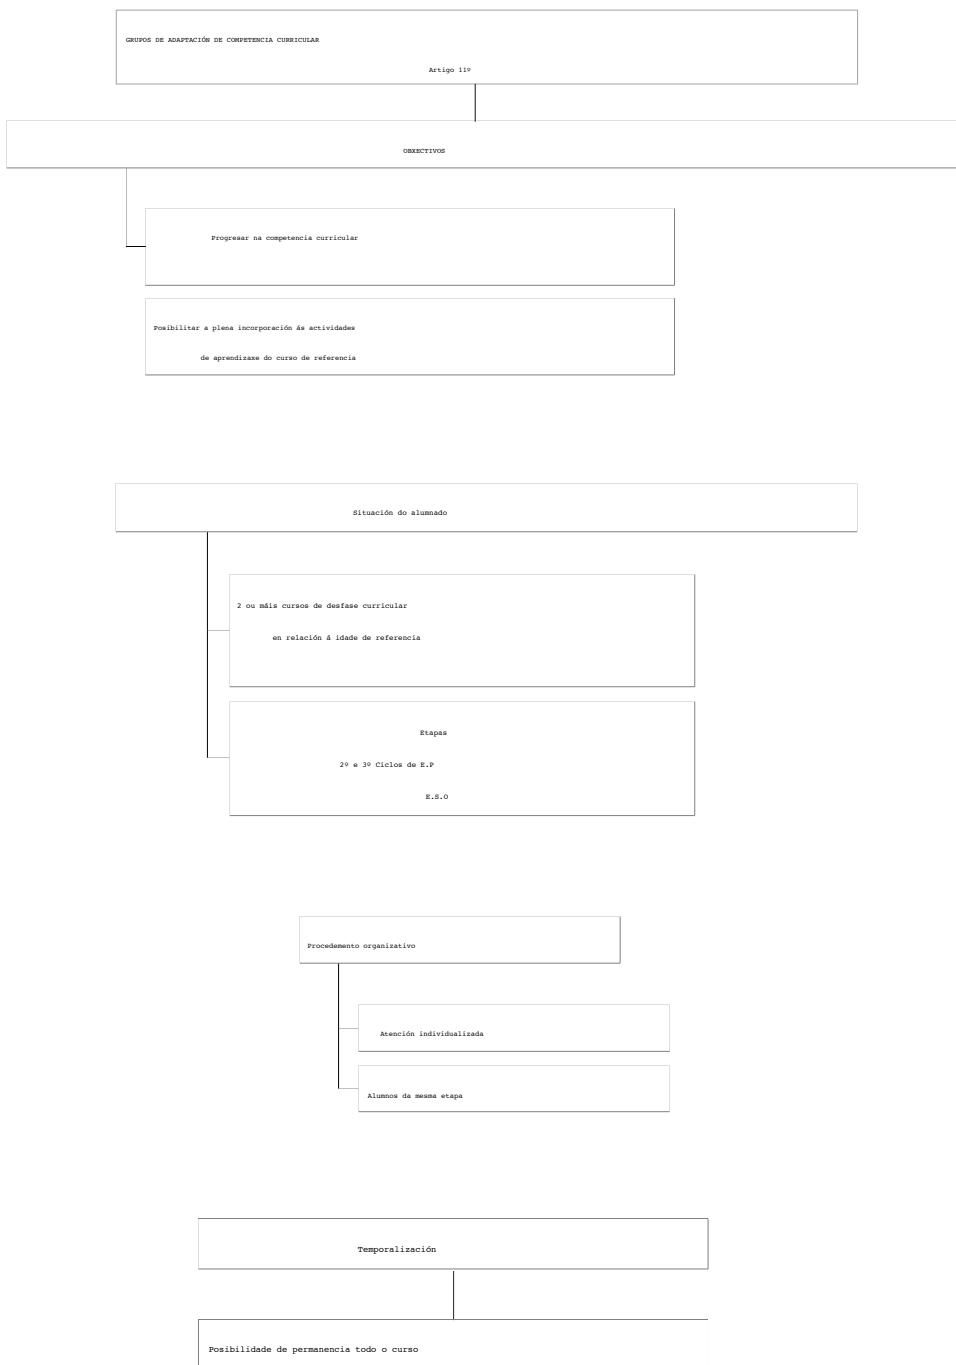 GRUPOS DE ADAPTACIÓN DE COMPETENCIA CURRICULAR
Artigo 11º
OBXECTIVOS
Progresar na competencia curricular
Posibilitar a plena incorporación ás actividades
de aprendizaxe do curso de referencia
Situación do alumnado
2 ou máis cursos de desfase curricular
en relación á idade de referencia
Etapas
2º e 3º Ciclos de E.P
E.S.O
Procedemento organizativo
Atención individualizada
Alumnos da mesma etapa
Temporalización
Posibilidade de permanencia todo o curso